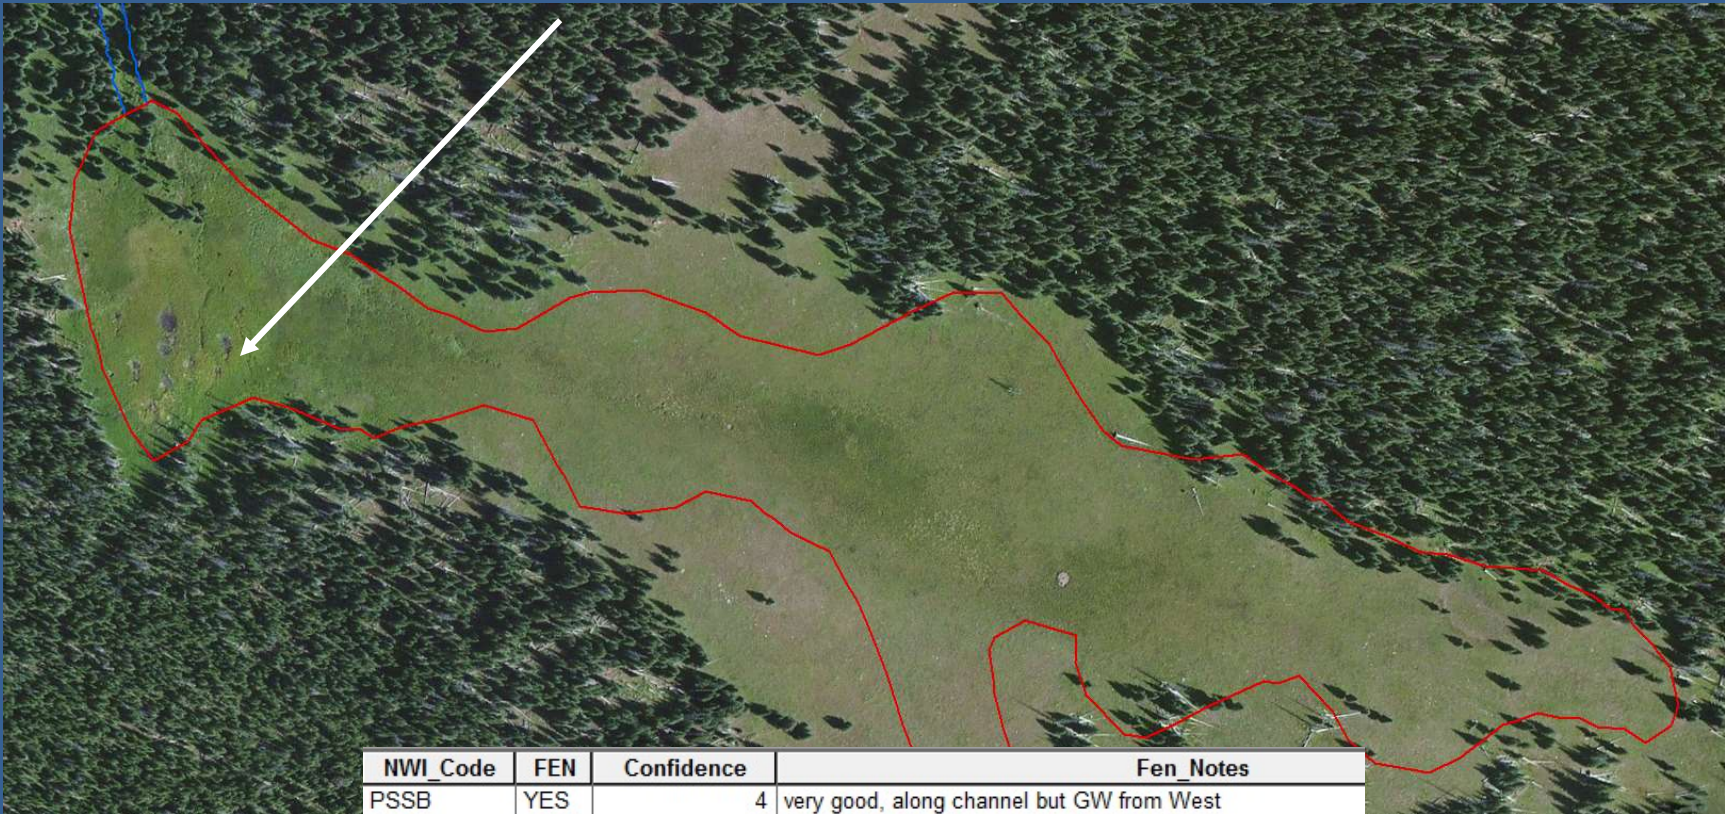 NWI_Code FEN Confidence Fen_Notes
PSSB YES 4 very good, along channel but GW from West